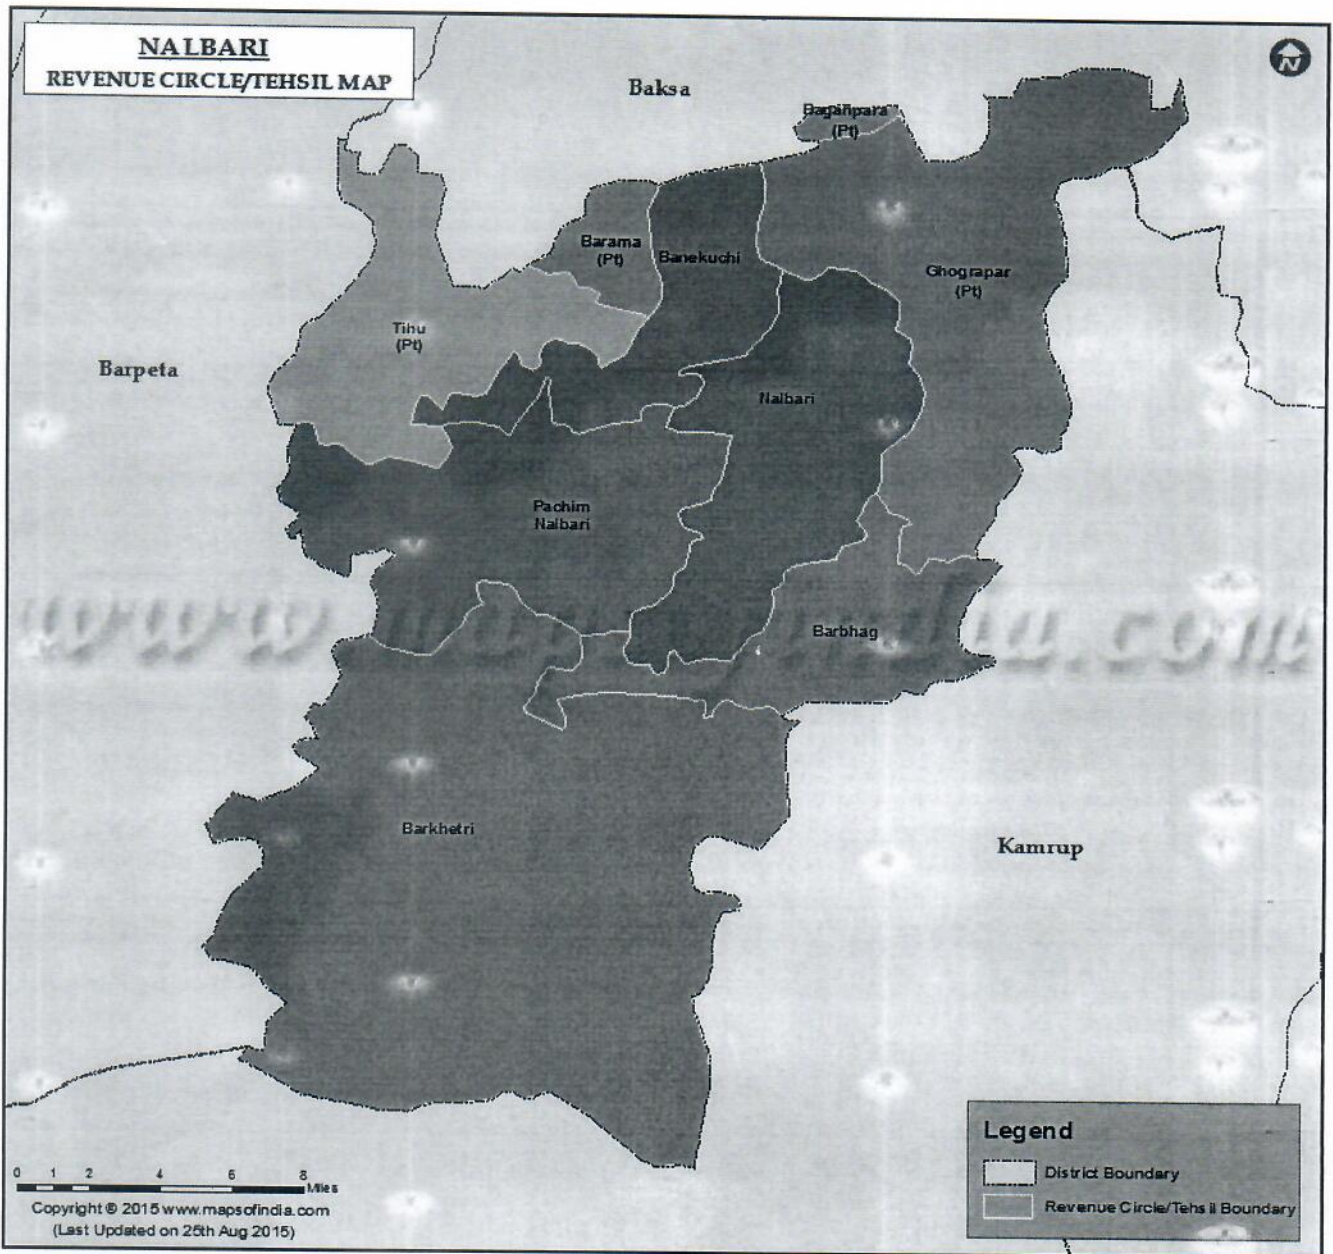 NALBARI
REVENUE CIRCLE/TEHSIL MAP
N
Baksa
(Pt)
Barama
(Pt)
Banekuchi
Ghograpar
(Pt)
Tihu
(Pt)
Barpeta
Nalbari
Pachim
Nalbari
Barbhag
Barkhetri
Kamrup
Legend
District Boundary
Revenue Circle/Tehsil Boundary
0 1 2 4 6 8
Miles
Copyright © 2015 www.mapsofindia.com
(Last Updated on 25th Aug 2015)